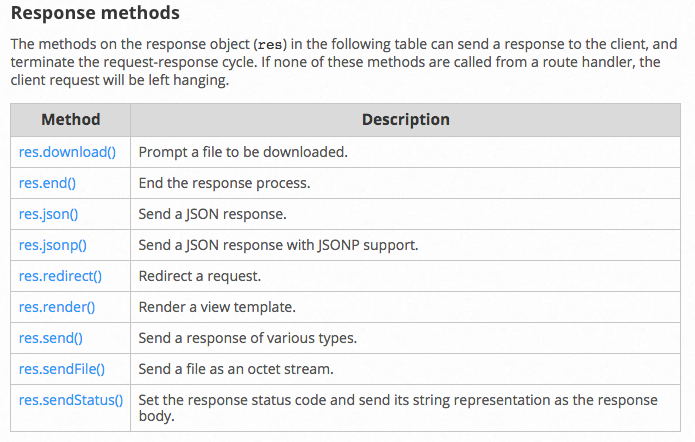 Response methods
The methods on the response object (res) in the following table can send a response to the client, and
terminate the request-response cycle. If none of these methods are called from a route handler, the
client request will be left hanging.
Method Description
res.download() Prompt a file to be downloaded.
res.end() End the response process.
res.json() Send a JSON response.
res.jsonp() Send a JSON response with JSONP support.
res.redirect() Redirect a request.
res.render() Render a view template.
res.send() Send a response of various types.
res.sendFile() Send a file as an octet stream.
res.sendStatus() Set the response status code and send its string representation as the response
body.